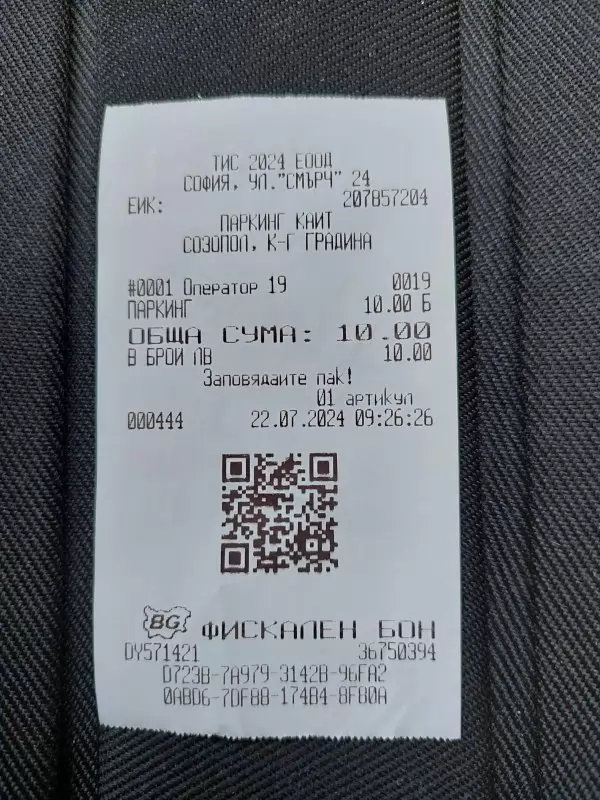 ТИС 2024 ЕООД
СОФИЯ, УЛ."СМЪРЧ" 24
ЕИК: 207857204
ПАРКИНГ КАИТ
СОЗОПОЛ, К-Г ГРАДИНА
#0001 Оператор 19 0019
ПАРКИНГ 10.00 Б
ОБЩА СУМА: 10.00
В БРОЙ ЛВ 10.00
Заповядайте пак!
01 артикул
000444 22.07.2024 09:26:26
BG ФИСКАЛЕН БОН
DY571421 36750394
D723B-7A979-3142B-96FA2
0ABD6-7DF88-174B4-8F80A